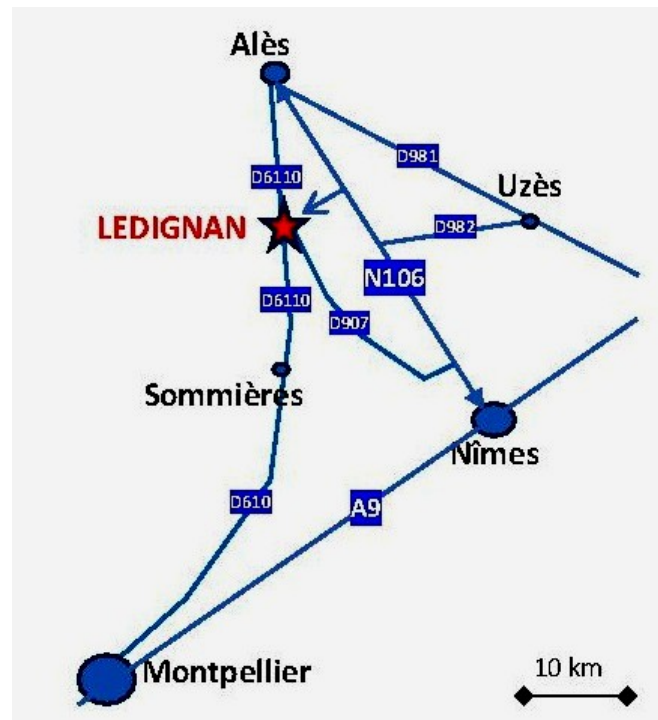 Alès
D981
D6110
Uzès
LEDIGNAN
D982
N106
D6110
D907
Sommières
Nîmes
D610
A9
Montpellier
10 km